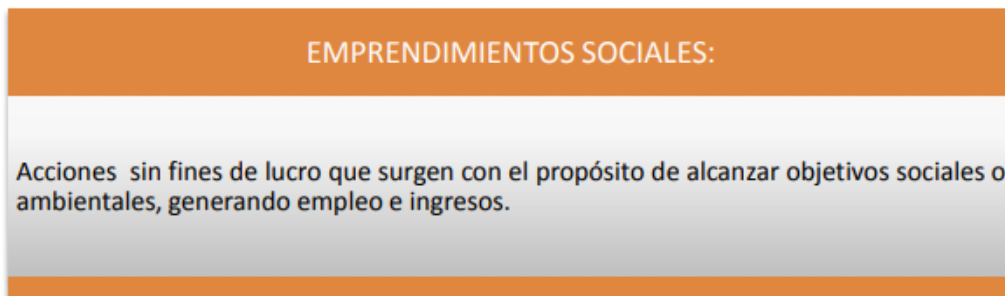 EMPRENDIMIENTOS SOCIALES:
Acciones  sin fines de lucro que surgen con el propósito de alcanzar objetivos sociales o
ambientales, generando empleo e ingresos.